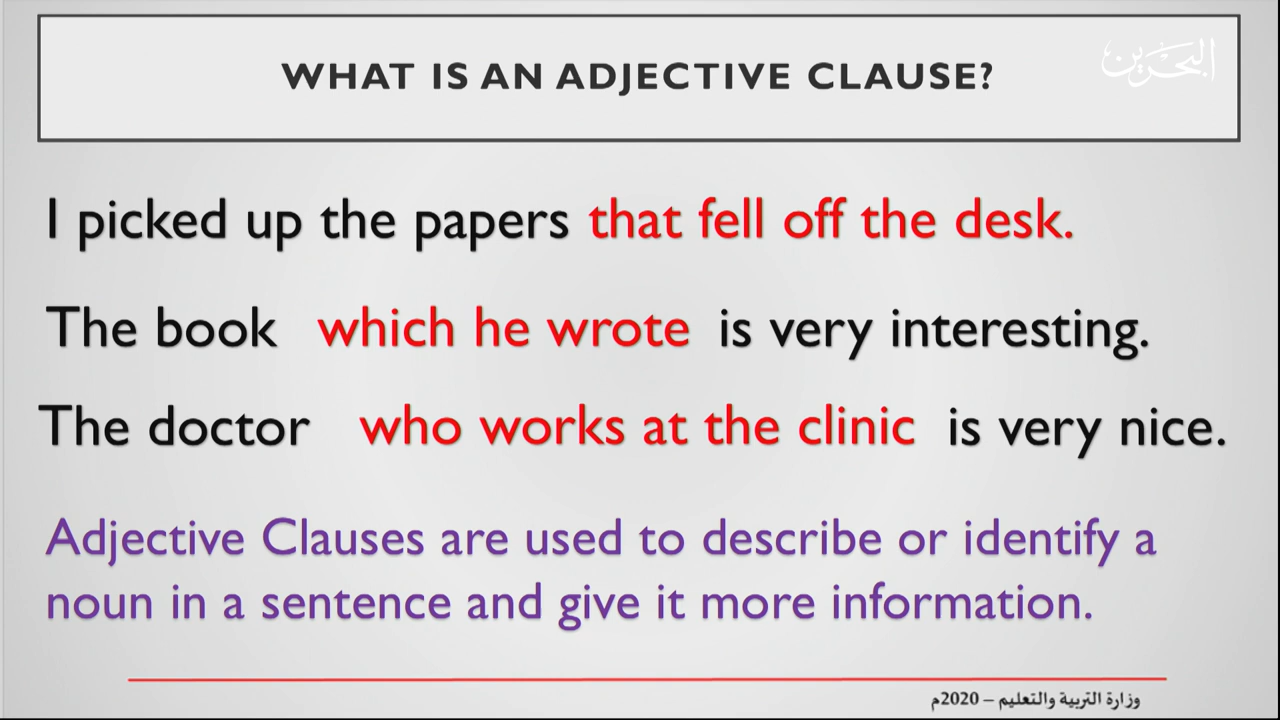 WHAT IS AN ADJECTIVE CLAUSE?
البحرين
I picked up the papers that fell off the desk.
The book which he wrote is very interesting.
The doctor who works at the clinic is very nice.
Adjective Clauses are used to describe or identify a
noun in a sentence and give it more information.
وزارة التربية والتعليم – 2020م